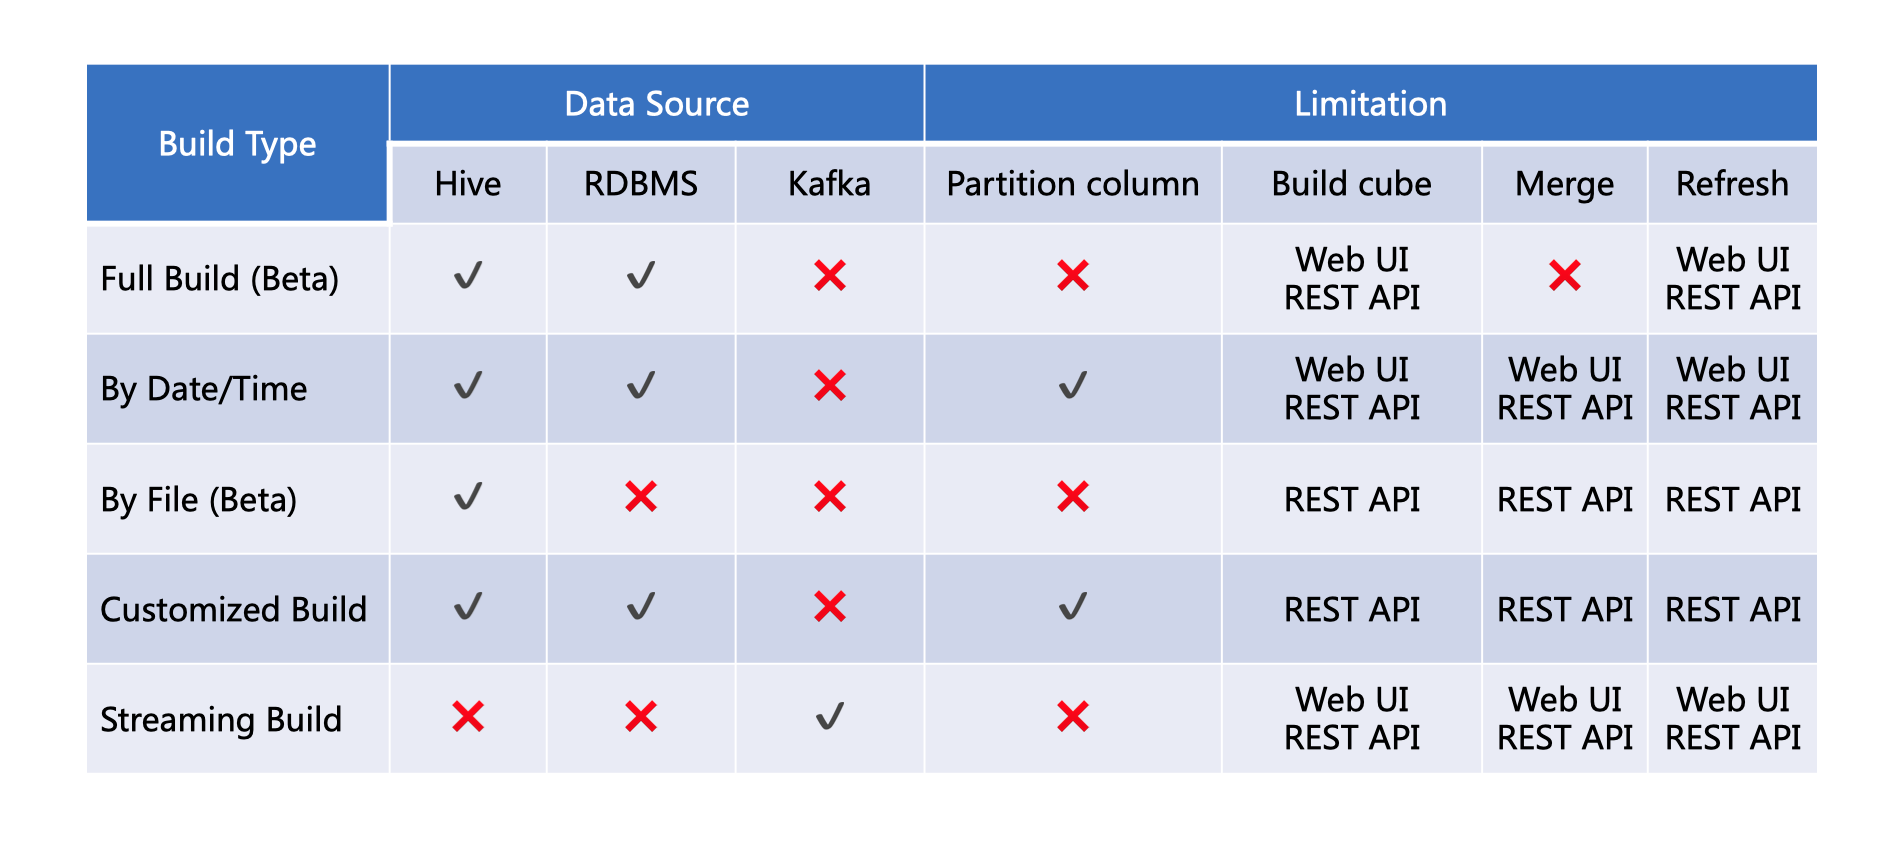 Build Type
Data Source
Limitation
Hive
RDBMS
Kafka
Partition column
Build cube
Merge
Refresh
Full Build (Beta)
✓
✓
✗
✗
Web UI
REST API
✗
Web UI
REST API
By Date/Time
✓
✓
✗
✓
Web UI
REST API
Web UI
REST API
Web UI
REST API
By File (Beta)
✓
✗
✗
✗
REST API
REST API
REST API
Customized Build
✓
✓
✗
✓
REST API
REST API
REST API
Streaming Build
✗
✗
✓
✗
Web UI
REST API
Web UI
REST API
Web UI
REST API